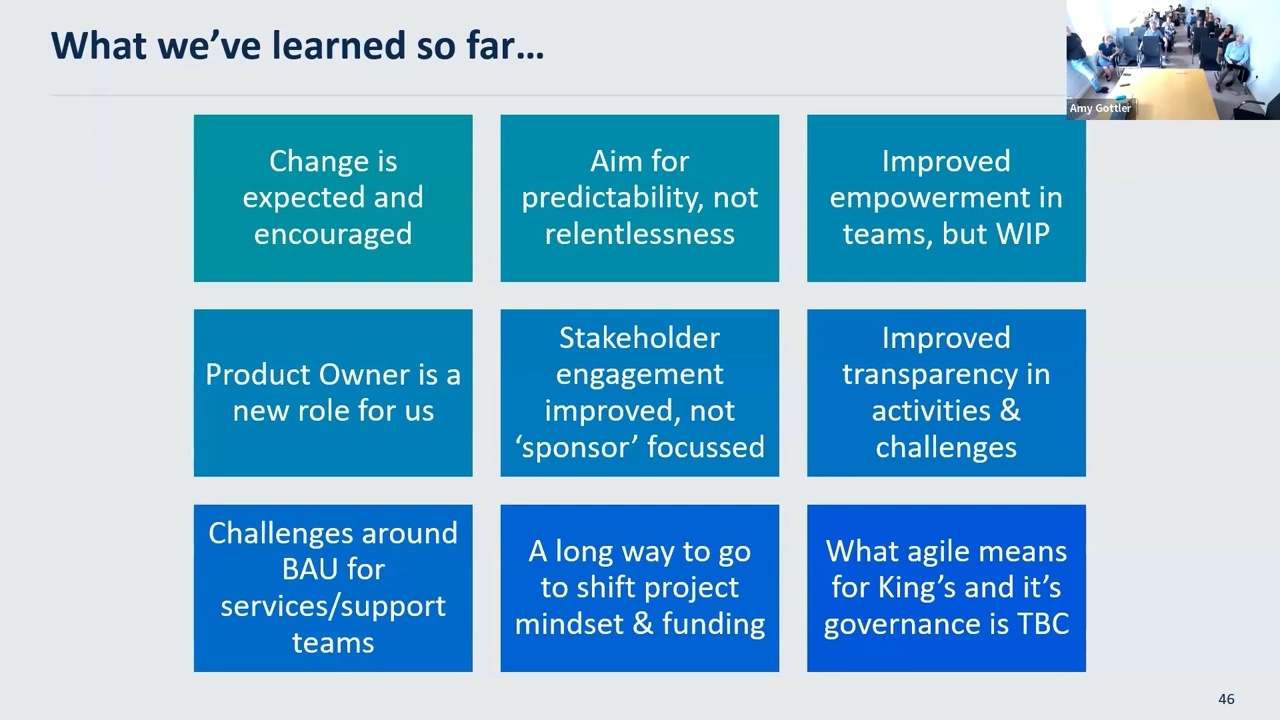 What we’ve learned so far…
Amy Gottler
Change is
expected and
encouraged
Aim for
predictability, not
relentlessness
Improved
empowerment in
teams, but WIP
Product Owner is a
new role for us
Stakeholder
engagement
improved, not
‘sponsor’ focussed
Improved
transparency in
activities &
challenges
Challenges around
BAU for
services/support
teams
A long way to go
to shift project
mindset & funding
What agile means
for King’s and it’s
governance is TBC
46